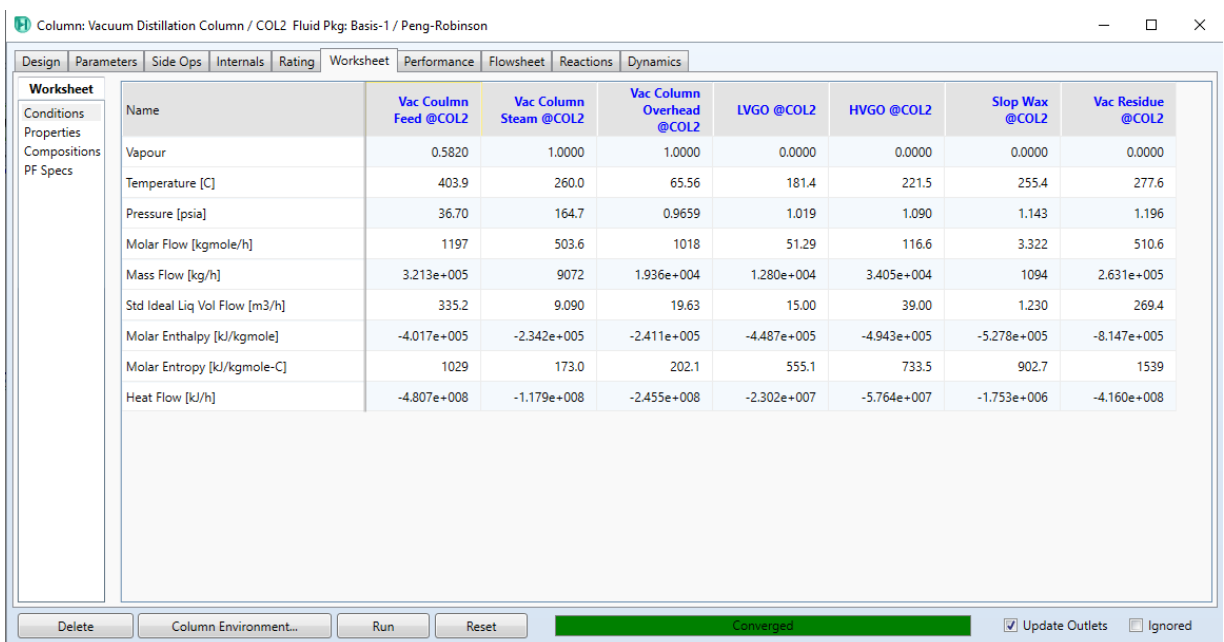 Column: Vacuum Distillation Column / COL2 Fluid Pkg: Basis-1 / Peng-Robinson
Design Parameters Side Ops Internals Rating Worksheet Performance Flowsheet Reactions Dynamics
Worksheet
Conditions
Properties
Compositions
PF Specs
Name Vac Coulmn Feed @COL2 Vac Column Steam @COL2 Vac Column Overhead @COL2 LVGO @COL2 HVGO @COL2 Slop Wax @COL2 Vac Residue @COL2
Vapour 0.5820 1.0000 1.0000 0.0000 0.0000 0.0000 0.0000
Temperature [C] 403.9 260.0 65.56 181.4 221.5 255.4 277.6
Pressure [psia] 36.70 164.7 0.9659 1.019 1.090 1.143 1.196
Molar Flow [kgmole/h] 1197 503.6 1018 51.29 116.6 3.322 510.6
Mass Flow [kg/h] 3.213e+005 9072 1.936e+004 1.280e+004 3.405e+004 1094 2.631e+005
Std Ideal Liq Vol Flow [m3/h] 335.2 9.090 19.63 15.00 39.00 1.230 269.4
Molar Enthalpy [kJ/kgmole] -4.017e+005 -2.342e+005 -2.411e+005 -4.487e+005 -4.943e+005 -5.278e+005 -8.147e+005
Molar Entropy [kJ/kgmole-C] 1029 173.0 202.1 555.1 733.5 902.7 1539
Heat Flow [kJ/h] -4.807e+008 -1.179e+008 -2.455e+008 -2.302e+007 -5.764e+007 -1.753e+006 -4.160e+008
Delete Column Environment... Run Reset Converged Update Outlets Ignored